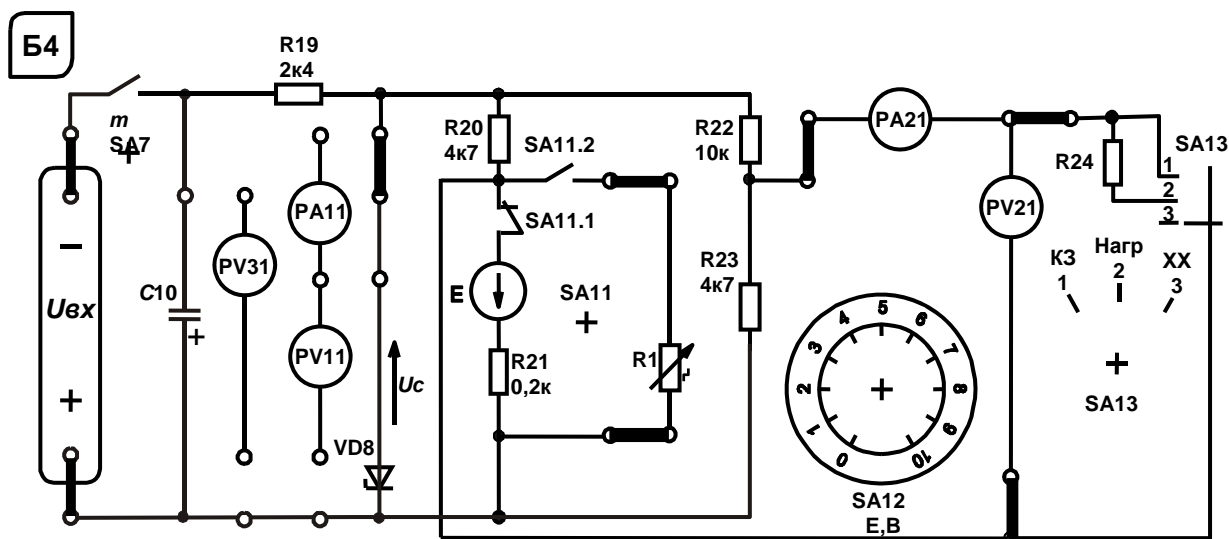 Б4
R19
2к4
m
SA7
R20
4к7
SA11.2
R22
10к
PA21
SA13
R24
1
2
3
PA11
SA11.1
PV21
PV31
E
SA11
R23
4к7
КЗ
1
Нагр
2
ХХ
3
Uвх
C10
PV11
R21
0,2к
R1
Uc
SA13
VD8
0
1
2
3
4
5
6
7
8
9
10
SA12
E,B